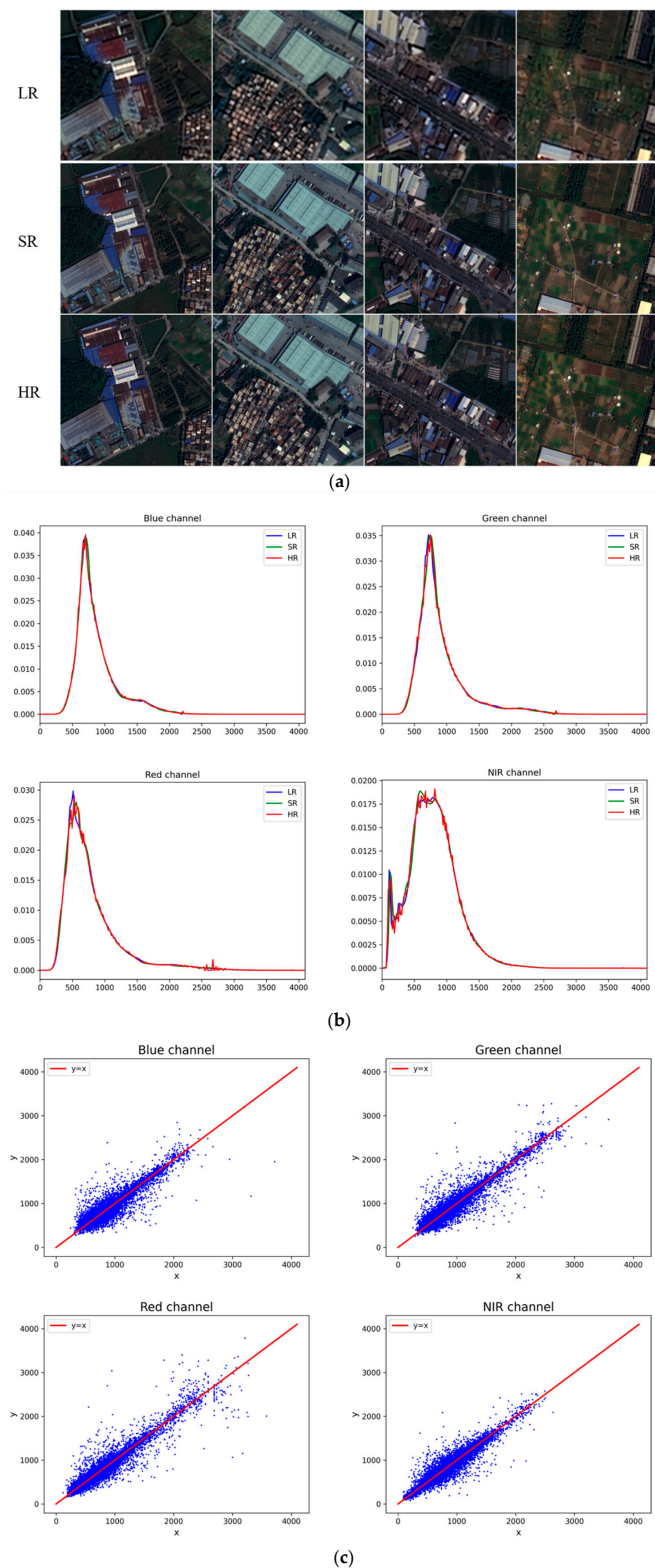 LR
SR
HR
(a)
Blue channel
0.040
0.035
0.030
0.025
0.020
0.015
0.010
0.005
0.000
0 500 1000 1500 2000 2500 3000 3500 4000
LR
SR
HR
Green channel
0.035
0.030
0.025
0.020
0.015
0.010
0.005
0.000
0 500 1000 1500 2000 2500 3000 3500 4000
LR
SR
HR
Red channel
0.030
0.025
0.020
0.015
0.010
0.005
0.000
0 500 1000 1500 2000 2500 3000 3500 4000
LR
SR
HR
NIR channel
0.0200
0.0175
0.0150
0.0125
0.0100
0.0075
0.0050
0.0025
0.0000
0 500 1000 1500 2000 2500 3000 3500 4000
LR
SR
HR
(b)
Blue channel
y=x
4000
3000
2000
1000
0
y
0 1000 2000 3000 4000
x
Green channel
y=x
4000
3000
2000
1000
0
y
0 1000 2000 3000 4000
x
Red channel
y=x
4000
3000
2000
1000
0
y
0 1000 2000 3000 4000
x
NIR channel
y=x
4000
3000
2000
1000
0
y
0 1000 2000 3000 4000
x
(c)